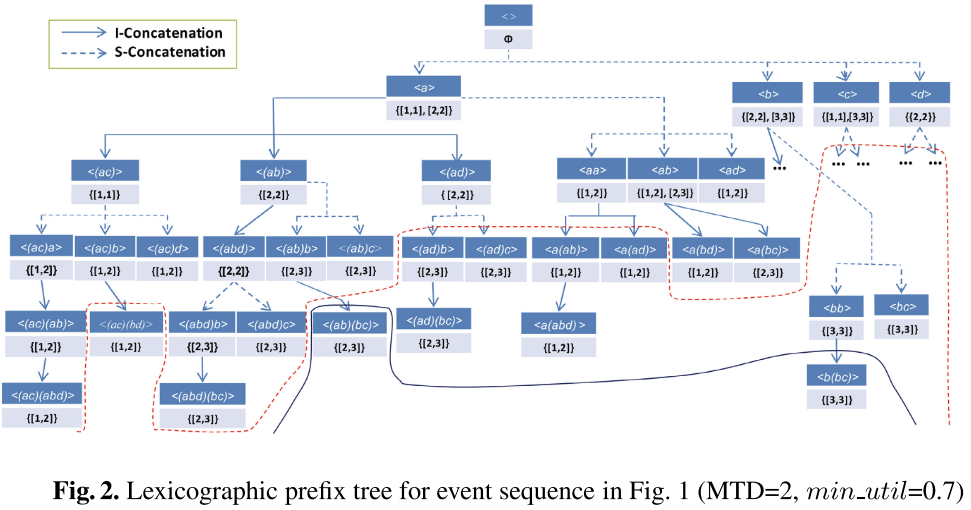 <>
I-Concatenation
Φ
S-Concatenation
<a>
<b>
<c>
<d>
{[1,1], [2,2]}
{[2,2], [3,3]}
{[1,1],[3,3]}
{{2,2}}
<(ac)>
<(ab)>
<(ad)>
<aa>
<ab>
<ad>
... ... ... ... ...
{[1,1]}
{[2,2]}
{ [2,2]}
{[1,2]}
{[1,2], [2,3]}
{[1,2]}
<(ac)a>
<(ac)b>
<(ac)d>
<(abd)>
<(ab)b>
<(ab)c>
<(ad)b>
<(ad)c>
<a(ab)>
<a(ad)>
<a(bd)>
<a(bc)>
{[1,2]}
{[1,2]}
{[1,2]}
{[2,2]}
{[2,3]}
{[2,3]}
{[2,3]}
{[2,3]}
{[1,2]}
{[1,2]}
{[1,2]}
{[2,3]}
<bb>
<bc>
{[3,3]}
{[3,3]}
<(ac)(ab)>
<(ac)(bd)>
<(abd)b>
<(abd)c>
<(ab)(bc)>
<(ad)(bc)>
<a(abd) >
{[1,2]}
{[1,2]}
{[2,3]}
{[2,3]}
{[2,3]}
{[2,3]}
{[1,2]}
<(ac)(abd)>
<(abd)(bc)>
<b(bc)>
{[1,2]}
{[2,3]}
{[3,3]}
Fig. 2. Lexicographic prefix tree for event sequence in Fig. 1 (MTD=2, min_util=0.7)